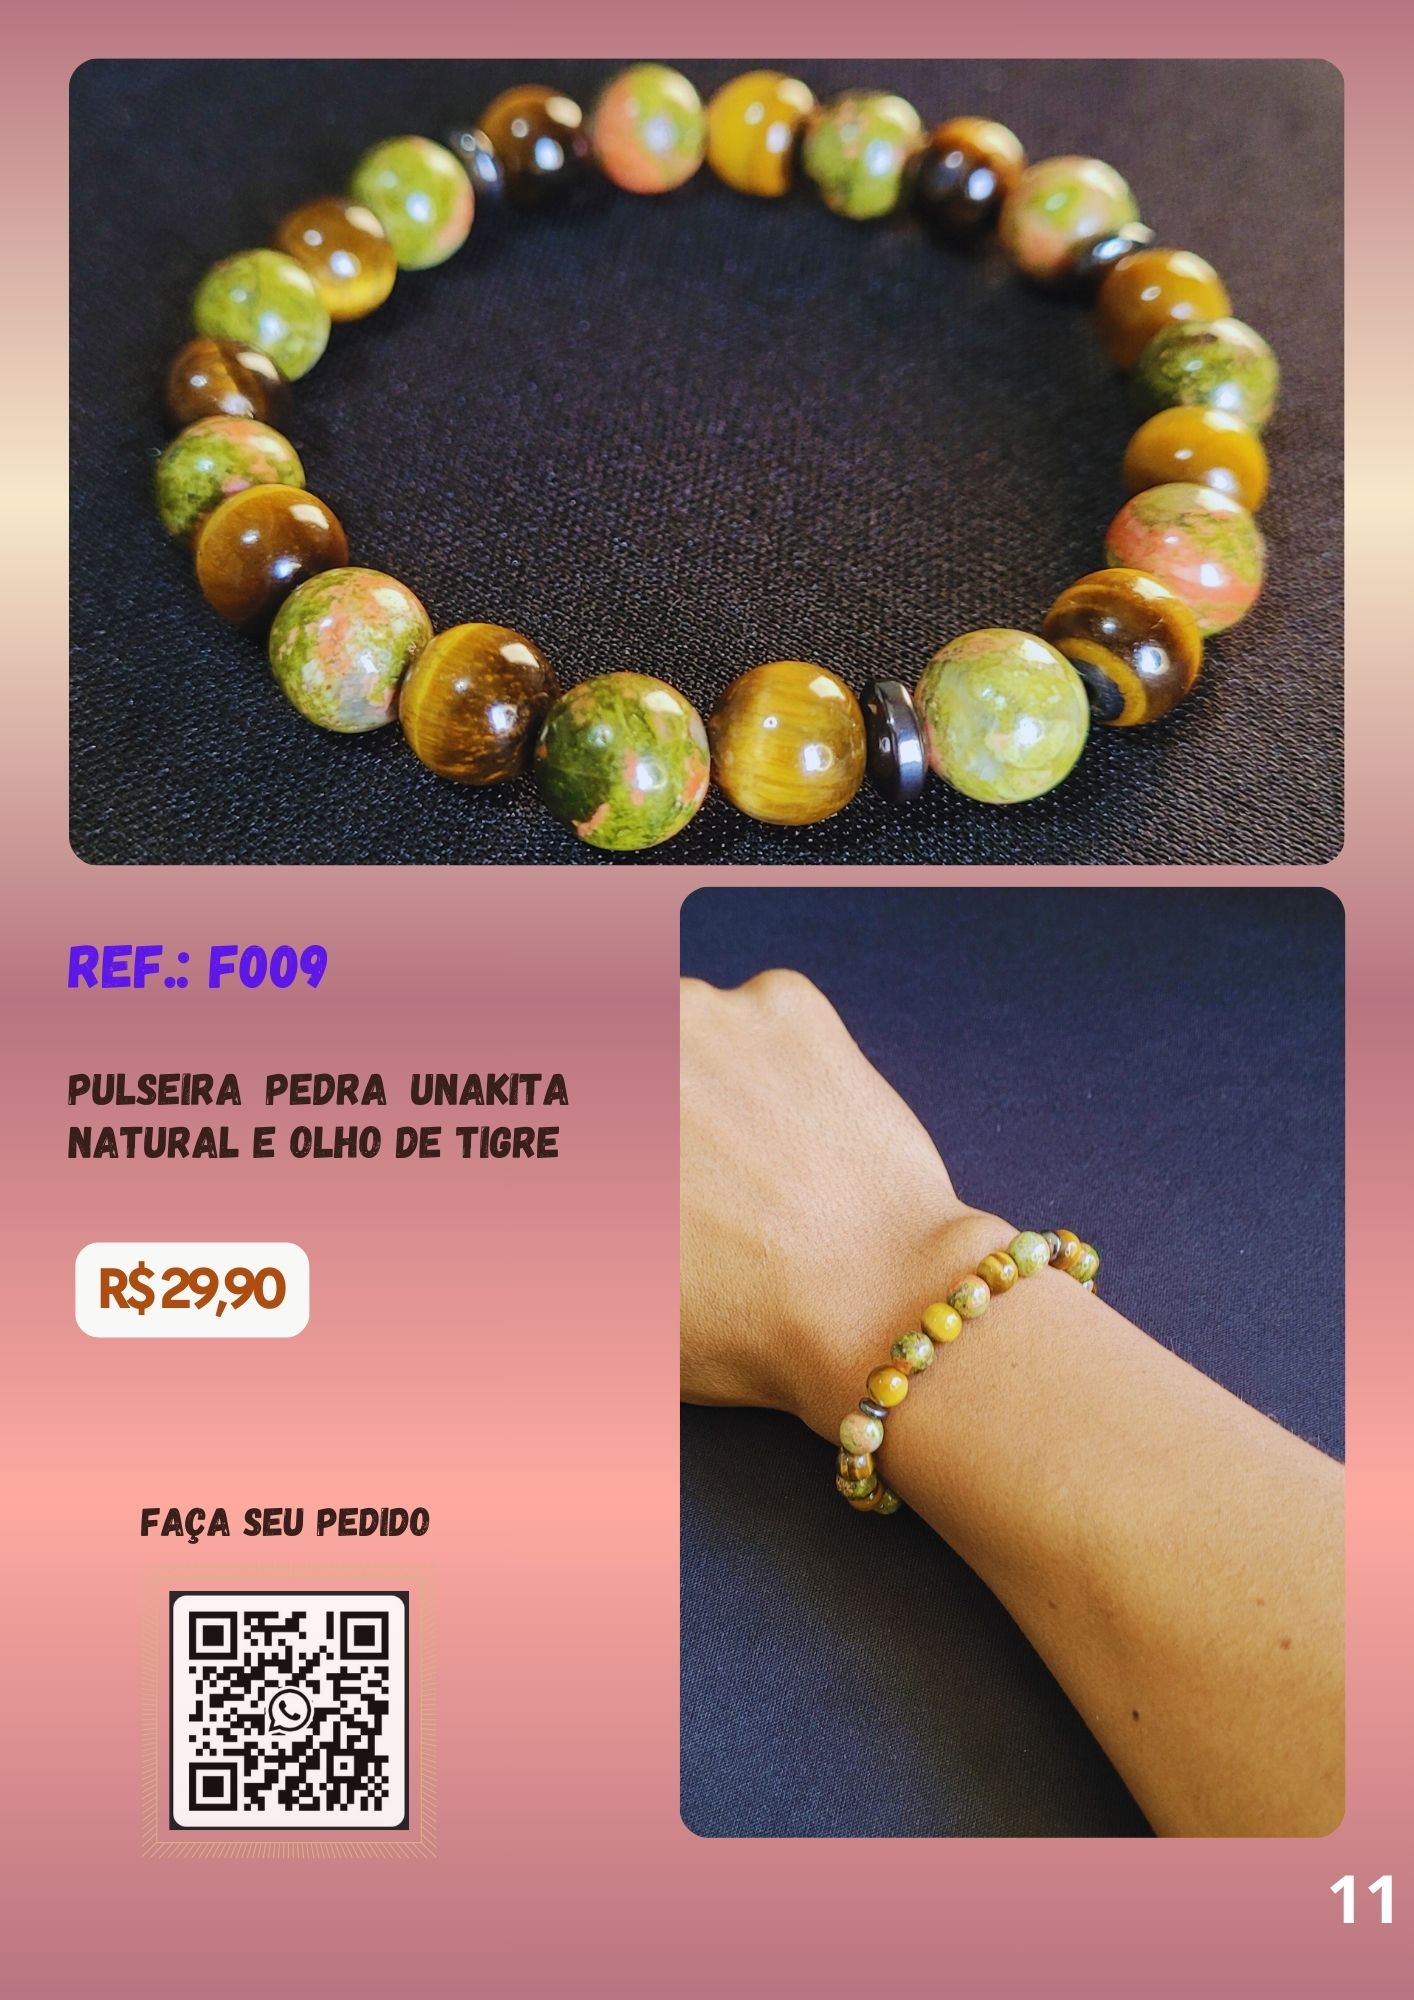 REF.: F009
PULSEIRA PEDRA UNAKITA
NATURAL E OLHO DE TIGRE
R$29,90
FAÇA SEU PEDIDO
11